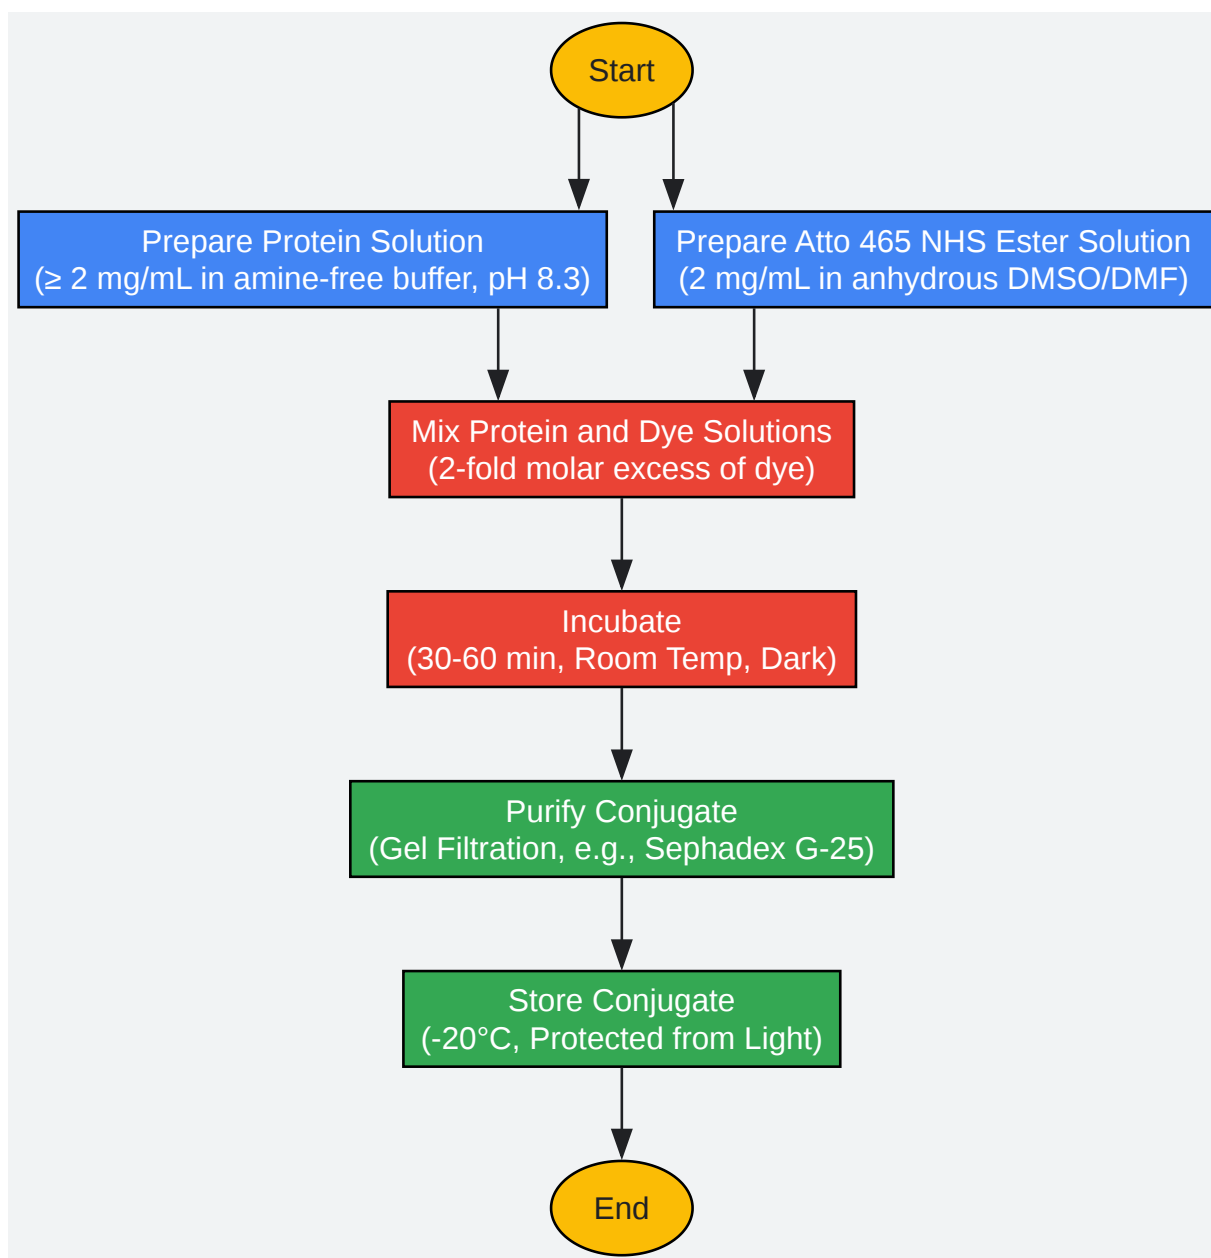 Start
Prepare Protein Solution
(≥ 2 mg/mL in amine-free buffer, pH 8.3)
Prepare Atto 465 NHS Ester Solution
(2 mg/mL in anhydrous DMSO/DMF)
Mix Protein and Dye Solutions
(2-fold molar excess of dye)
Incubate
(30-60 min, Room Temp, Dark)
Purify Conjugate
(Gel Filtration, e.g., Sephadex G-25)
Store Conjugate
(-20°C, Protected from Light)
End